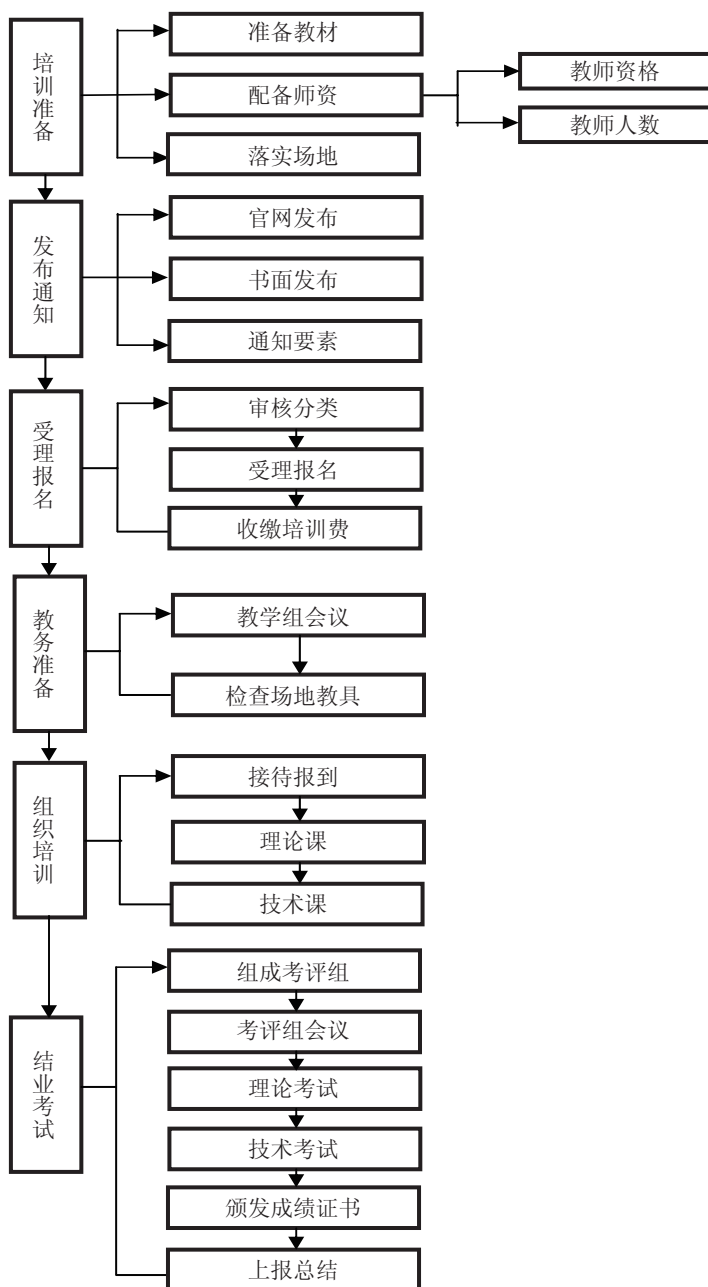 培训准备
准备教材
配备师资
教师资格
教师人数
落实场地
发布通知
官网发布
书面发布
通知要素
受理报名
审核分类
受理报名
收缴培训费
教务准备
教学组会议
检查场地教具
组织培训
接待报到
理论课
技术课
结业考试
组成考评组
考评组会议
理论考试
技术考试
颁发成绩证书
上报总结